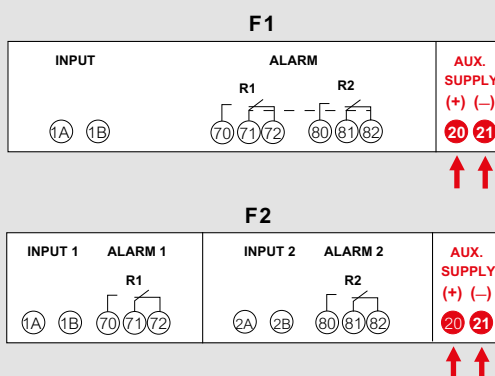 F1
INPUT ALARM AUX.
SUPPLY
R1 R2 (+) (–)
1A 1B 70 71 72 80 81 82 20 21
F2
INPUT 1 ALARM 1 INPUT 2 ALARM 2 AUX.
SUPPLY
R1 R2 (+) (–)
1A 1B 70 71 72 2A 2B 80 81 82 20 21